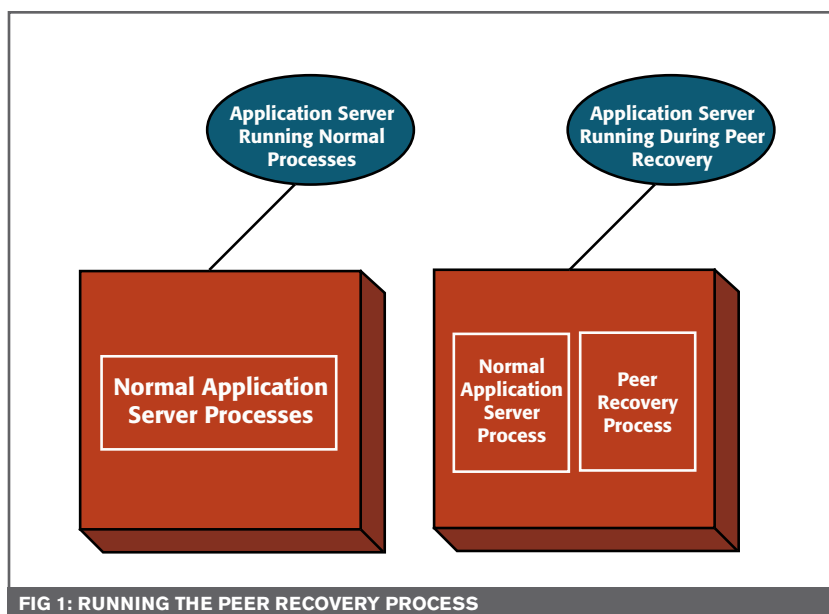 Application Server
Running Normal
Processes
Application Server
Running During Peer
Recovery
Normal Application
Server Processes
Normal
Application
Server
Process
Peer
Recovery
Process
FIG 1: RUNNING THE PEER RECOVERY PROCESS